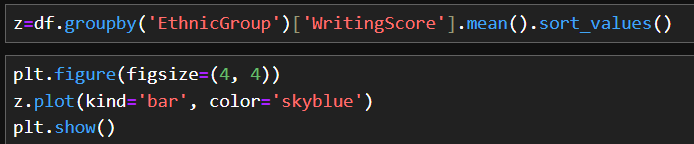 z=df.groupby('EthnicGroup')['WritingScore'].mean().sort_values()
plt.figure(figsize=(4, 4))
z.plot(kind='bar', color='skyblue')
plt.show()